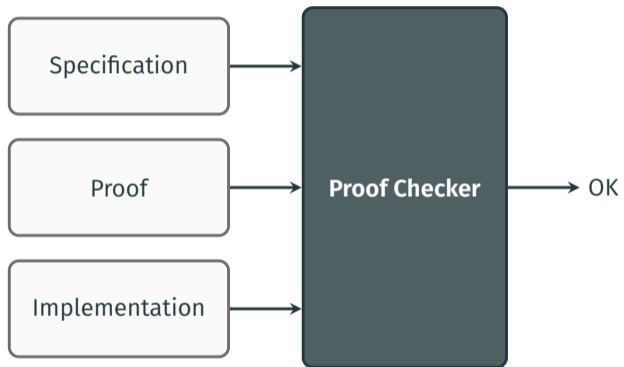 Specification
Proof
Proof Checker
OK
Implementation